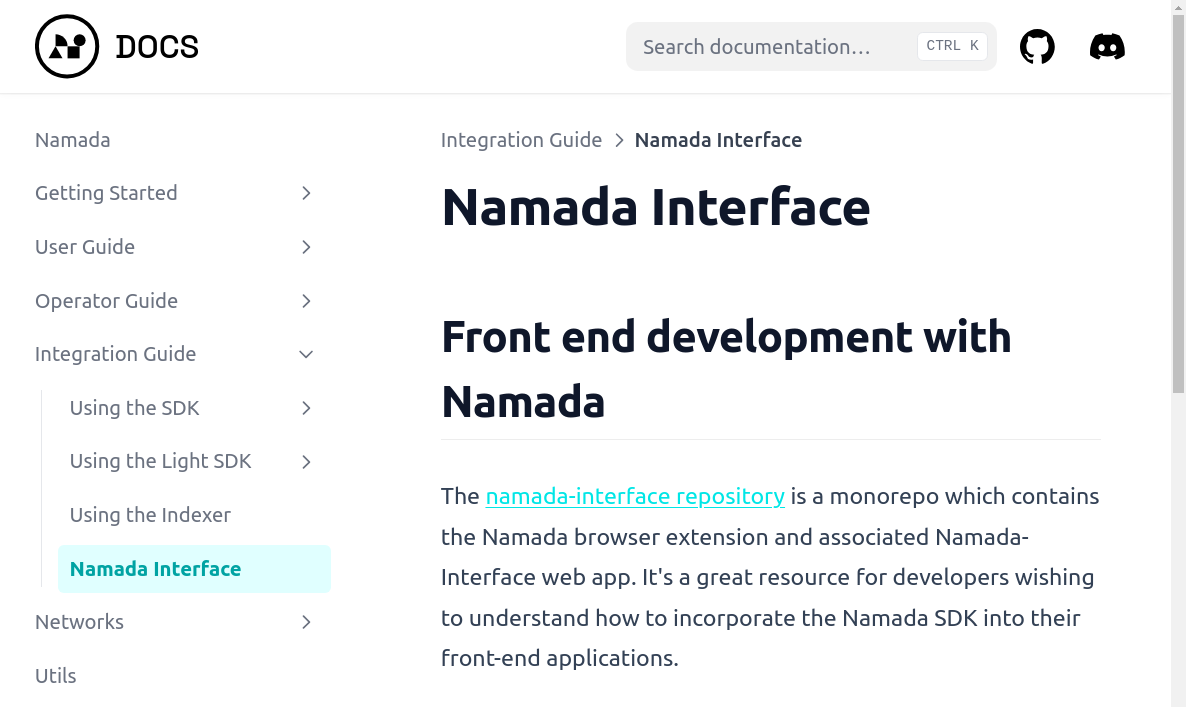 DOCS
Search documentation…
CTRL K
Namada
Getting Started
User Guide
Operator Guide
Integration Guide
Using the SDK
Using the Light SDK
Using the Indexer
Namada Interface
Networks
Utils
Integration Guide
Namada Interface
Namada Interface
Front end development with
Namada
The namada-interface repository is a monorepo which contains
the Namada browser extension and associated Namada-
Interface web app. It's a great resource for developers wishing
to understand how to incorporate the Namada SDK into their
front-end applications.